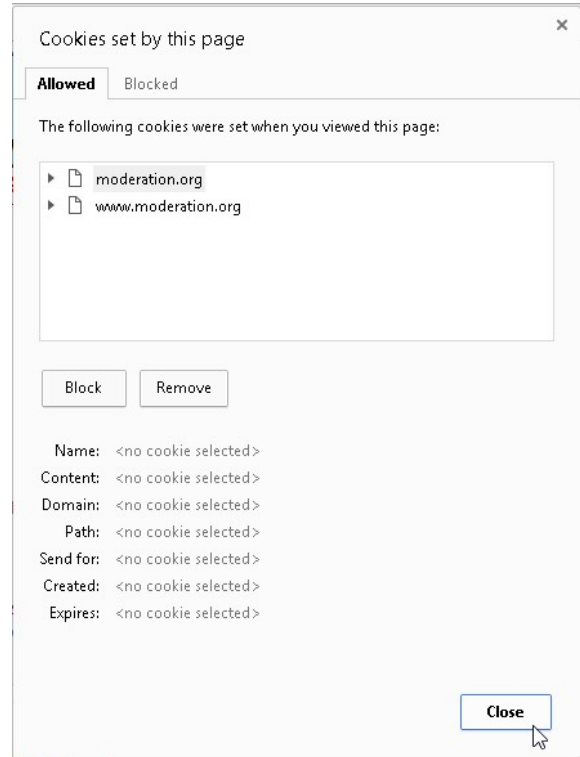 Cookies set by this page
Allowed Blocked
The following cookies were set when you viewed this page:
moderation.org
www.moderation.org
Block Remove
Name: <no cookie selected>
Content: <no cookie selected>
Domain: <no cookie selected>
Path: <no cookie selected>
Send for: <no cookie selected>
Created: <no cookie selected>
Expires: <no cookie selected>
Close